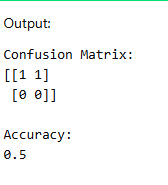 Output:
Confusion Matrix:
[[1 1]
 [0 0]]
Accuracy:
0.5